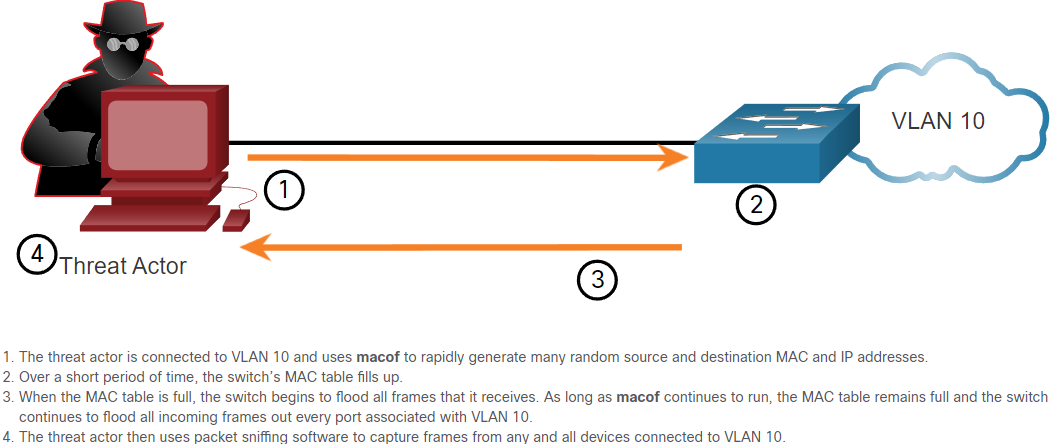 VLAN 10
1
2
3
4
Threat Actor
1. The threat actor is connected to VLAN 10 and uses macof to rapidly generate many random source and destination MAC and IP addresses.
2. Over a short period of time, the switch's MAC table fills up.
3. When the MAC table is full, the switch begins to flood all frames that it receives. As long as macof continues to run, the MAC table remains full and the switch
continues to flood all incoming frames out every port associated with VLAN 10.
4. The threat actor then uses packet sniffing software to capture frames from any and all devices connected to VLAN 10.